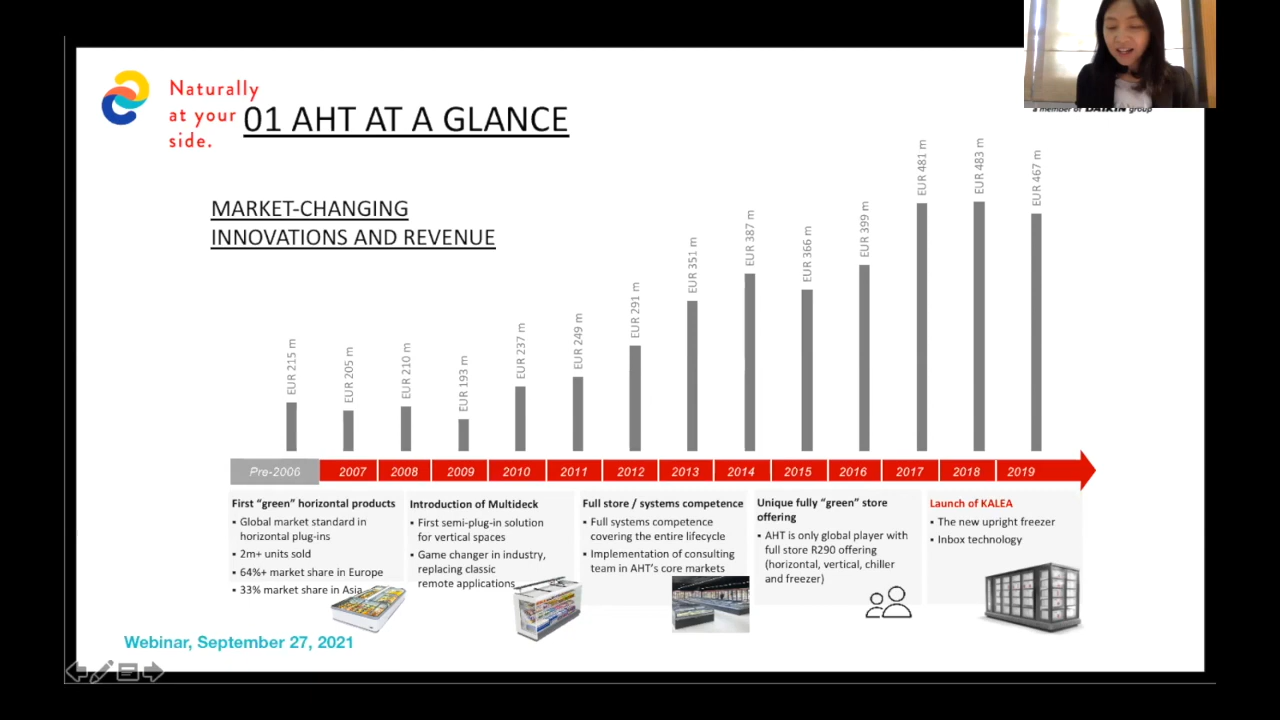 Naturally
at your
side.
01 AHT AT A GLANCE
a member of DAIKIN group
MARKET-CHANGING
INNOVATIONS AND REVENUE
EUR 215 m
EUR 205 m
EUR 210 m
EUR 193 m
EUR 237 m
EUR 249 m
EUR 291 m
EUR 351 m
EUR 387 m
EUR 366 m
EUR 399 m
EUR 481 m
EUR 483 m
EUR 467 m
Pre-2006 2007 2008 2009 2010 2011 2012 2013 2014 2015 2016 2017 2018 2019
First “green” horizontal products
▪ Global market standard in
horizontal plug-ins
▪ 2m+ units sold
▪ 64%+ market share in Europe
▪ 33% market share in Asia
Introduction of Multideck
▪ First semi-plug-in solution
for vertical spaces
▪ Game changer in industry,
replacing classic
remote applications
Full store / systems competence
▪ Full systems competence
covering the entire lifecycle
▪ Implementation of consulting
team in AHT’s core markets
Unique fully “green” store
offering
▪ AHT is only global player with
full store R290 offering
(horizontal, vertical, chiller
and freezer)
Launch of KALEA
▪ The new upright freezer
▪ Inbox technology
Webinar, September 27, 2021